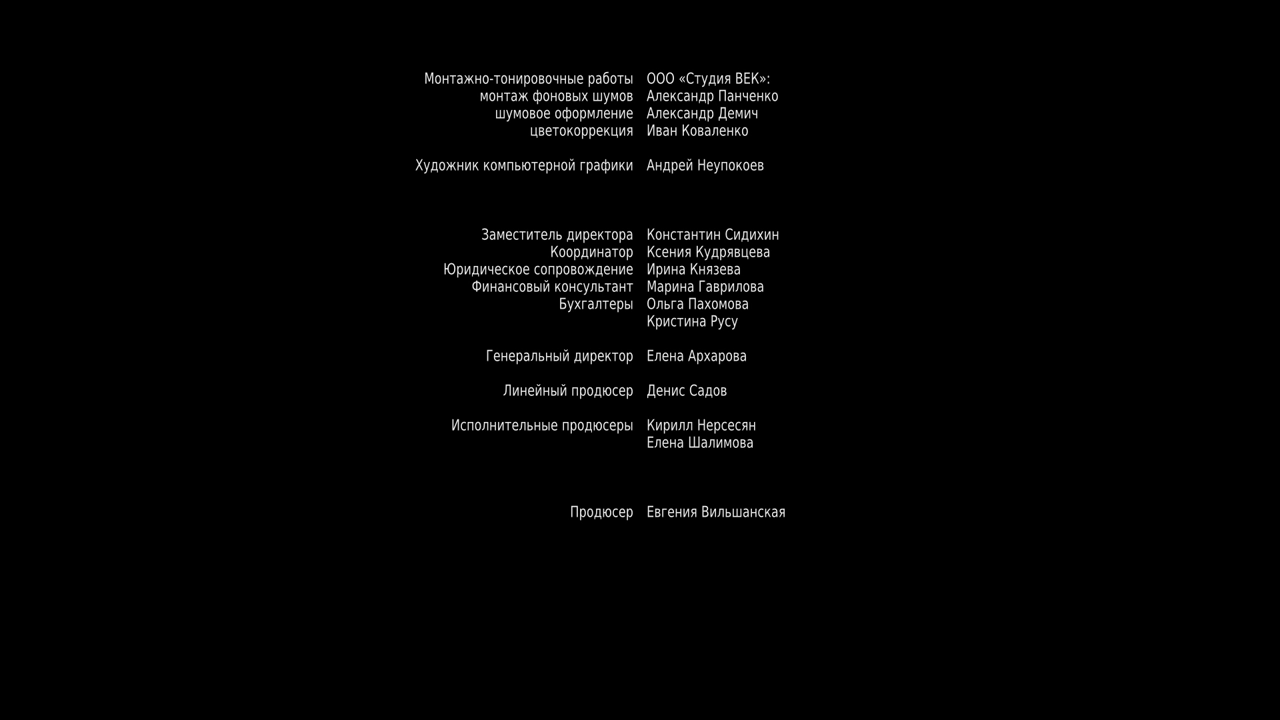 Монтажно-тонировочные работы ООО «Студия ВЕК»:
монтаж фоновых шумов Александр Панченко
шумовое оформление Александр Демич
цветокоррекция Иван Коваленко
Художник компьютерной графики Андрей Неупокоев
Заместитель директора Константин Сидихин
Координатор Ксения Кудрявцева
Юридическое сопровождение Ирина Князева
Финансовый консультант Марина Гаврилова
Бухгалтеры Ольга Пахомова
Кристина Русу
Генеральный директор Елена Архарова
Линейный продюсер Денис Садов
Исполнительные продюсеры Кирилл Нерсесян
Елена Шалимова
Продюсер Евгения Вильшанская